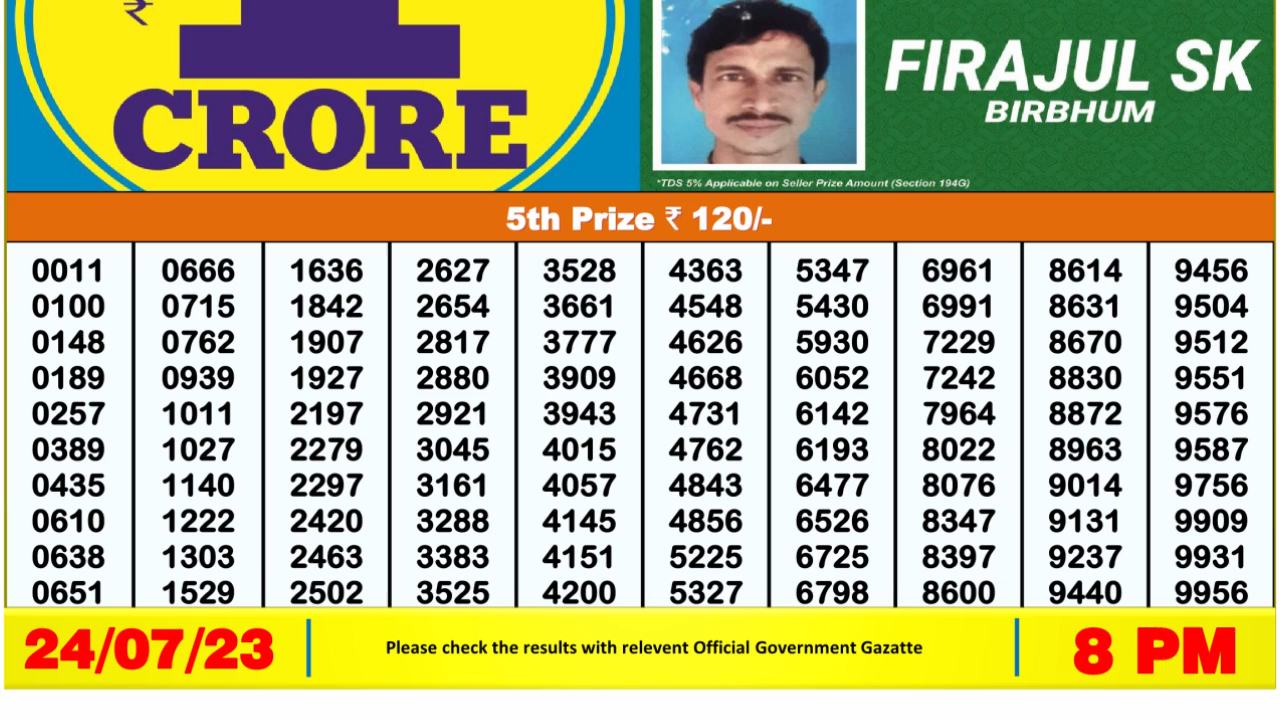 ₹
1
CRORE
FIRAJUL SK
BIRBHUM
*TDS 5% Applicable on Seller Prize Amount (Section 194G)
5th Prize ₹ 120/-
0011 0666 1636 2627 3528 4363 5347 6961 8614 9456
0100 0715 1842 2654 3661 4548 5430 6991 8631 9504
0148 0762 1907 2817 3777 4626 5930 7229 8670 9512
0189 0939 1927 2880 3909 4668 6052 7242 8830 9551
0257 1011 2197 2921 3943 4731 6142 7964 8872 9576
0389 1027 2279 3045 4015 4762 6193 8022 8963 9587
0435 1140 2297 3161 4057 4843 6477 8076 9014 9756
0610 1222 2420 3288 4145 4856 6526 8347 9131 9909
0638 1303 2463 3383 4151 5225 6725 8397 9237 9931
0651 1529 2502 3525 4200 5327 6798 8600 9440 9956
24/07/23 Please check the results with relevent Official Government Gazatte 8 PM